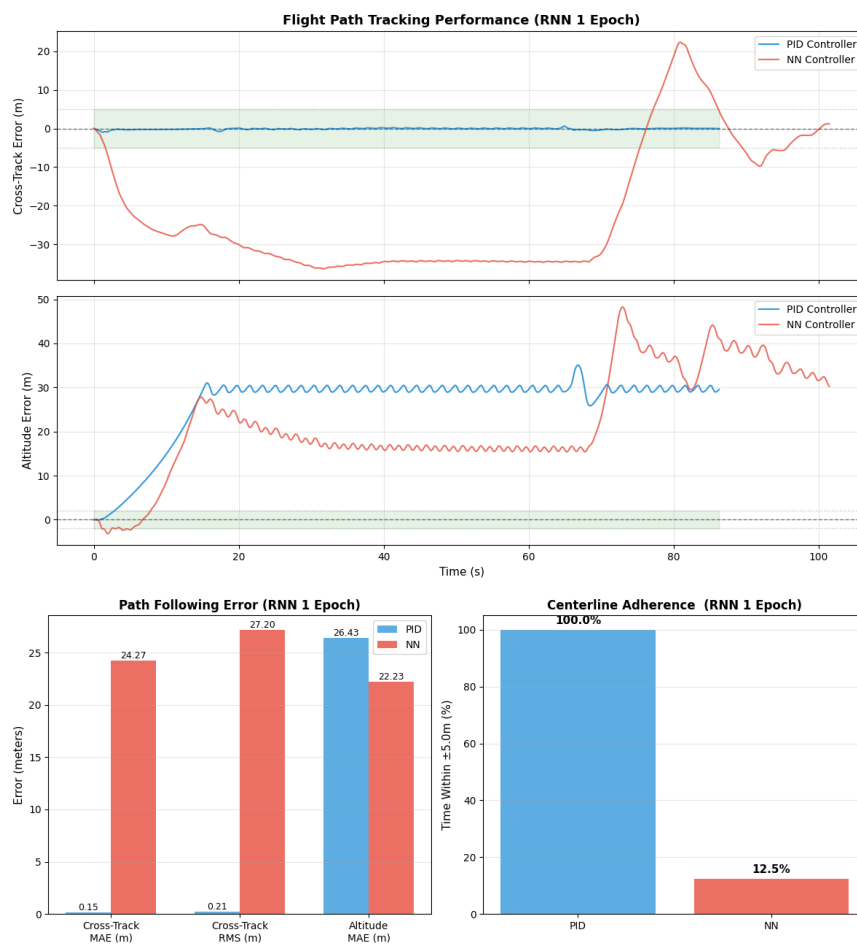 Flight Path Tracking Performance (RNN 1 Epoch)
Cross-Track Error (m)
20
10
0
−10
−20
−30
PID Controller
NN Controller
Altitude Error (m)
50
40
30
20
10
0
PID Controller
NN Controller
0 20 40 60 80 100
Time (s)
Path Following Error (RNN 1 Epoch)
Error (meters)
25
20
15
10
5
0
PID
NN
0.15
24.27
0.21
27.20
26.43
22.23
Cross-Track
MAE (m)
Cross-Track
RMS (m)
Altitude
MAE (m)
Centerline Adherence (RNN 1 Epoch)
Time Within ±5.0m (%)
100
80
60
40
20
0
100.0%
12.5%
PID
NN